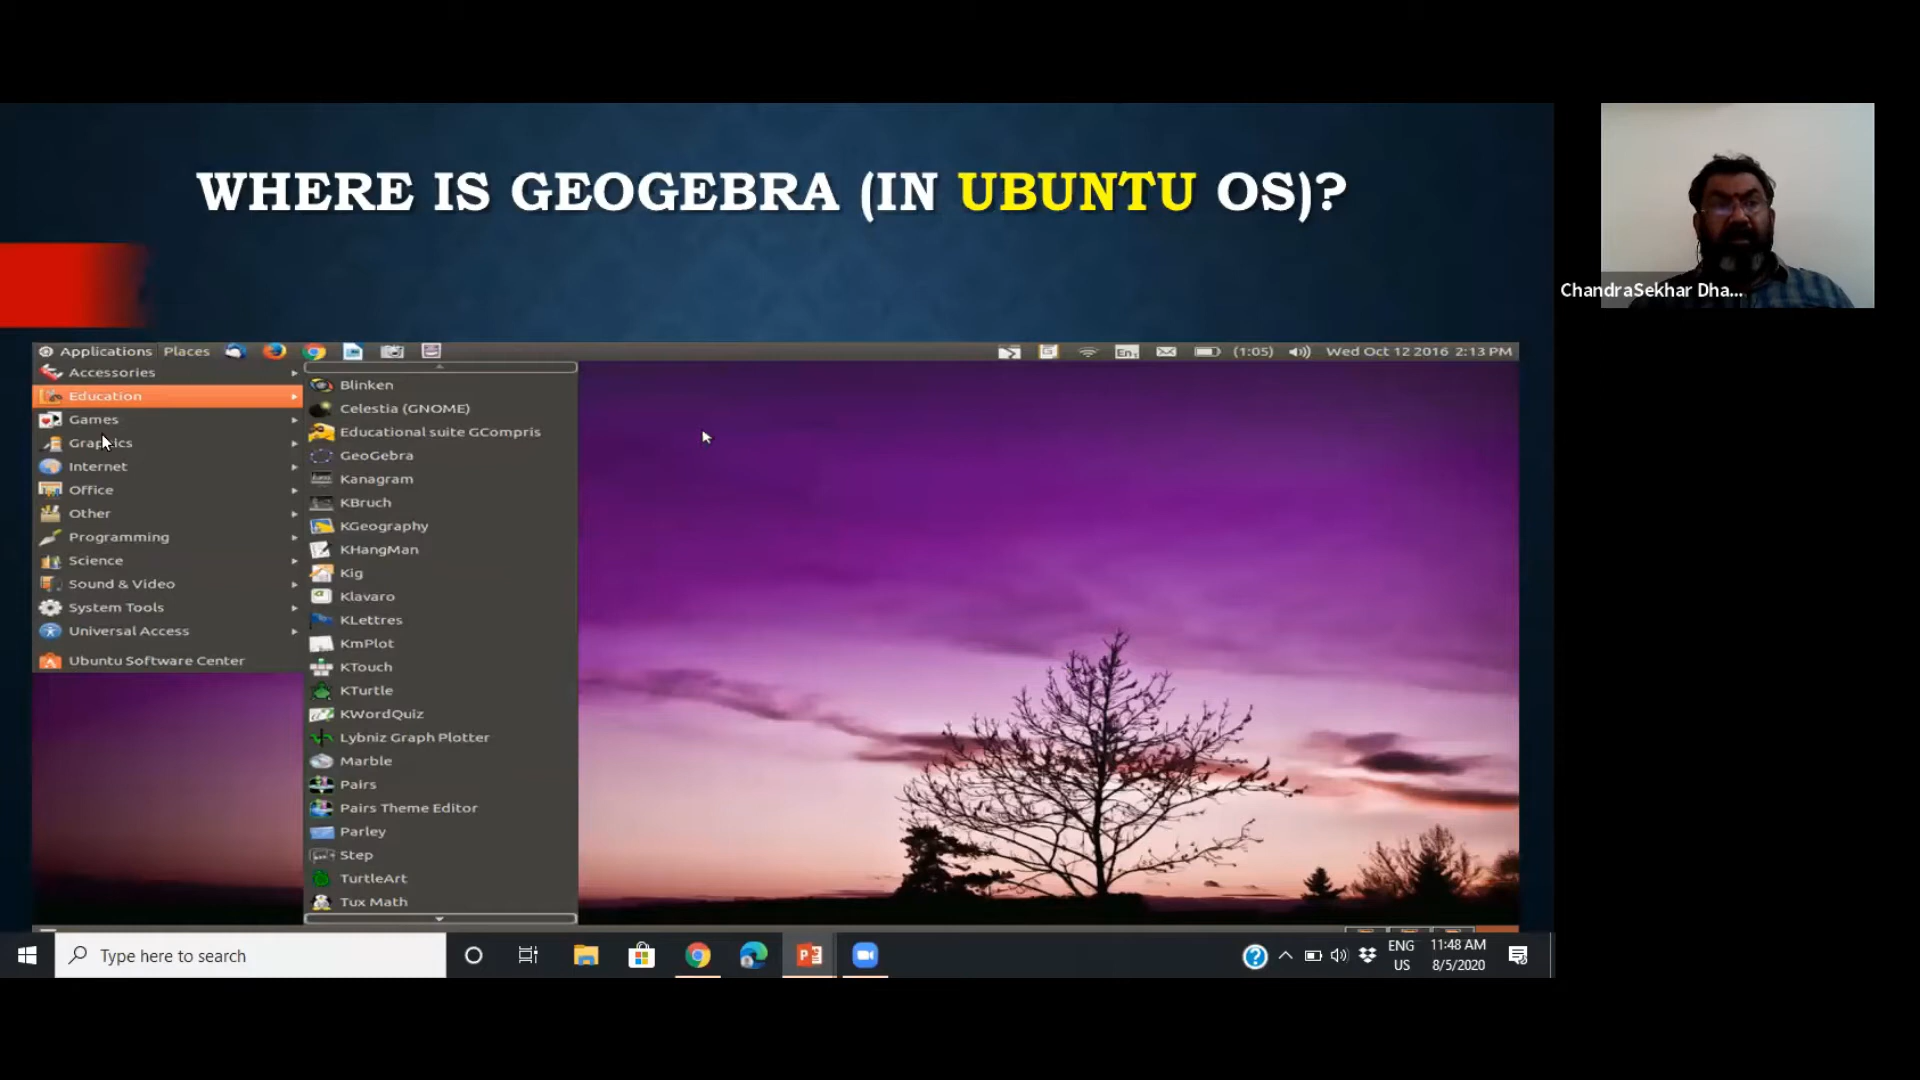 WHERE IS GEOGEBRA (IN UBUNTU OS)?
ChandraSekhar Dha...
Applications Places
En1
(1:05)
Wed Oct 12 2016 2:13 PM
Accessories
Education
Games
Graphics
Internet
Office
Other
Programming
Science
Sound & Video
System Tools
Universal Access
Ubuntu Software Center
Blinken
Celestia (GNOME)
Educational suite GCompris
GeoGebra
Kanagram
KBruch
KGeography
KHangMan
Kig
Klavaro
KLettres
KmPlot
KTouch
KTurtle
KWordQuiz
Lybniz Graph Plotter
Marble
Pairs
Pairs Theme Editor
Parley
Step
TurtleArt
Tux Math
Type here to search
ENG
US
11:48 AM
8/5/2020